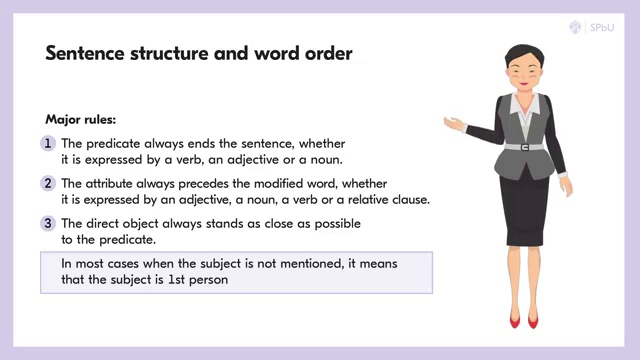 SPbU
Sentence structure and word order
Major rules:
1 The predicate always ends the sentence, whether
it is expressed by a verb, an adjective or a noun.
2 The attribute always precedes the modified word, whether
it is expressed by an adjective, a noun, a verb or a relative clause.
3 The direct object always stands as close as possible
to the predicate.
In most cases when the subject is not mentioned, it means
that the subject is 1st person